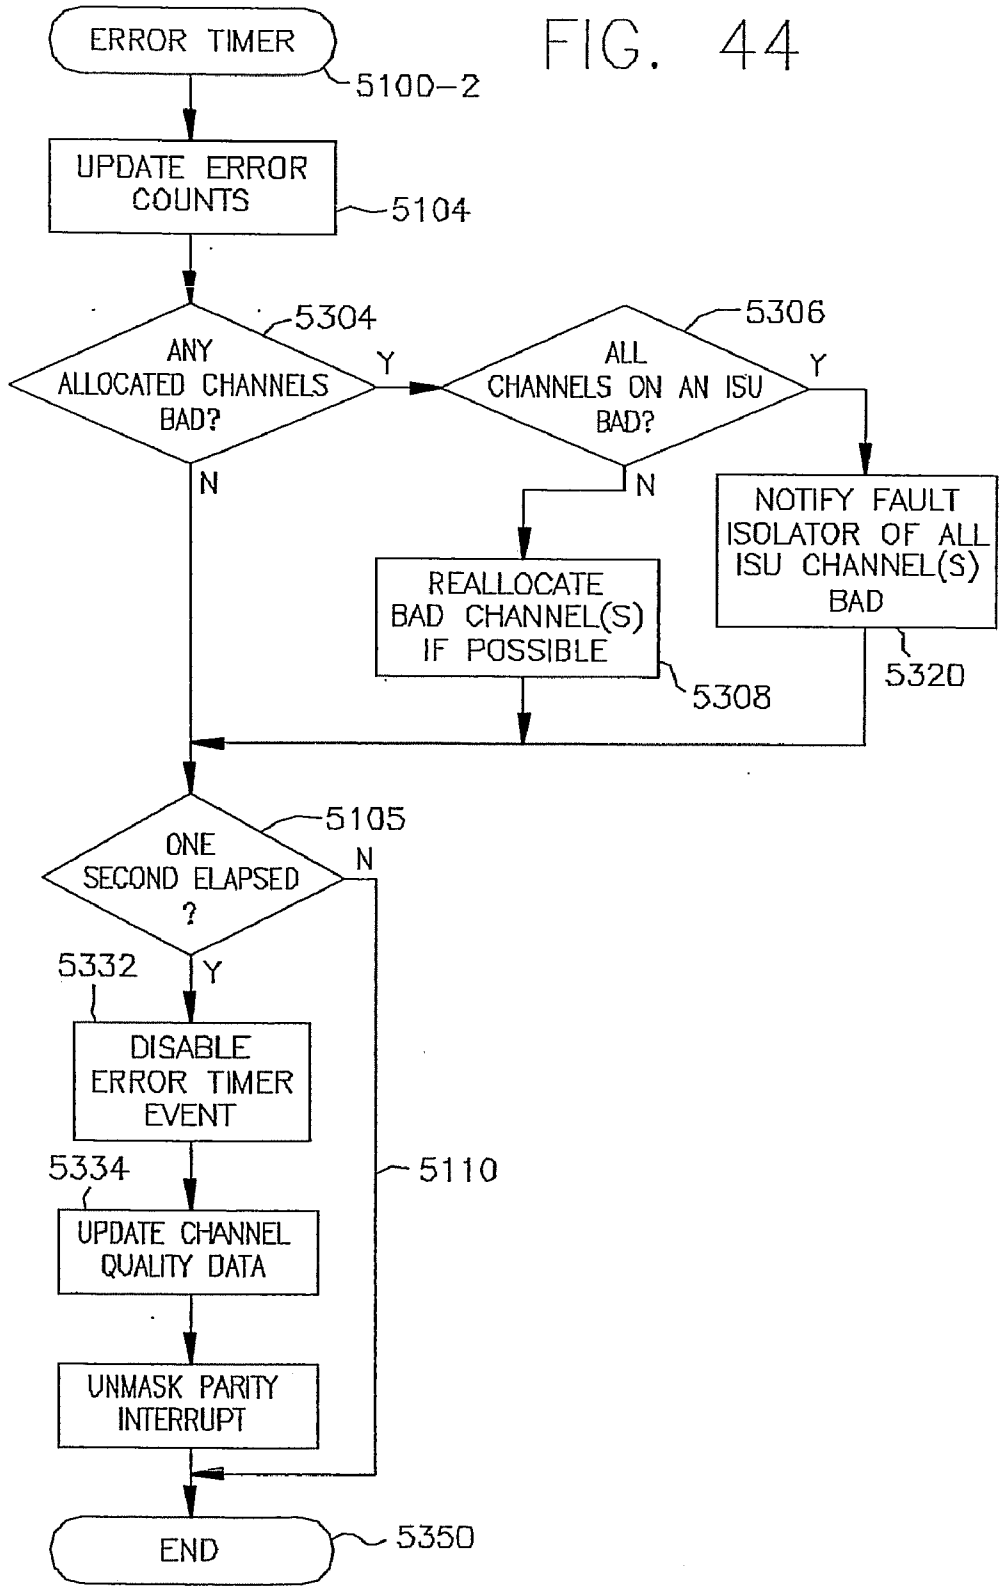 FIG. 44
ERROR TIMER
5100-2
UPDATE ERROR
COUNTS
5104
5304
ANY
ALLOCATED CHANNELS
BAD?
Y
N
5306
ALL
CHANNELS ON AN ISU
BAD?
Y
N
NOTIFY FAULT
ISOLATOR OF ALL
ISU CHANNEL(S)
BAD
5320
REALLOCATE
BAD CHANNEL(S)
IF POSSIBLE
5308
5105
ONE
SECOND ELAPSED
?
N
Y
5332
DISABLE
ERROR TIMER
EVENT
5110
5334
UPDATE CHANNEL
QUALITY DATA
UNMASK PARITY
INTERRUPT
END
5350